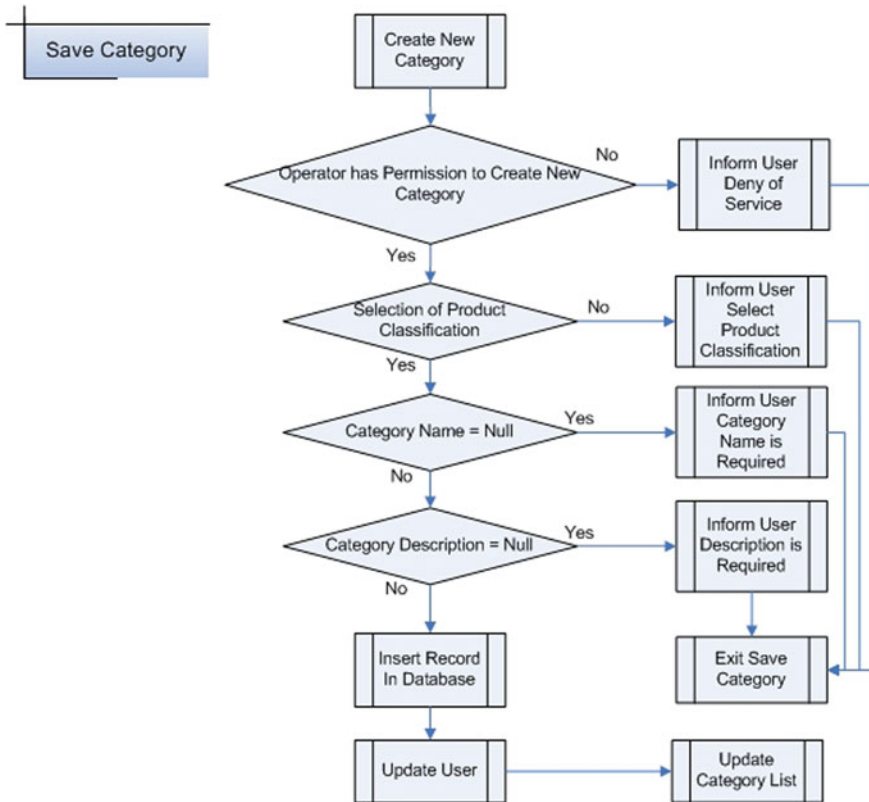 Save Category
Create New
Category
Operator has Permission to Create New
Category
No
Inform User
Deny of
Service
Yes
Selection of Product
Classification
No
Inform User
Select
Product
Classification
Yes
Category Name = Null
Yes
Inform User
Category
Name is
Required
No
Category Description = Null
Yes
Inform User
Description is
Required
No
Insert Record
In Database
Exit Save
Category
Update User
Update
Category List